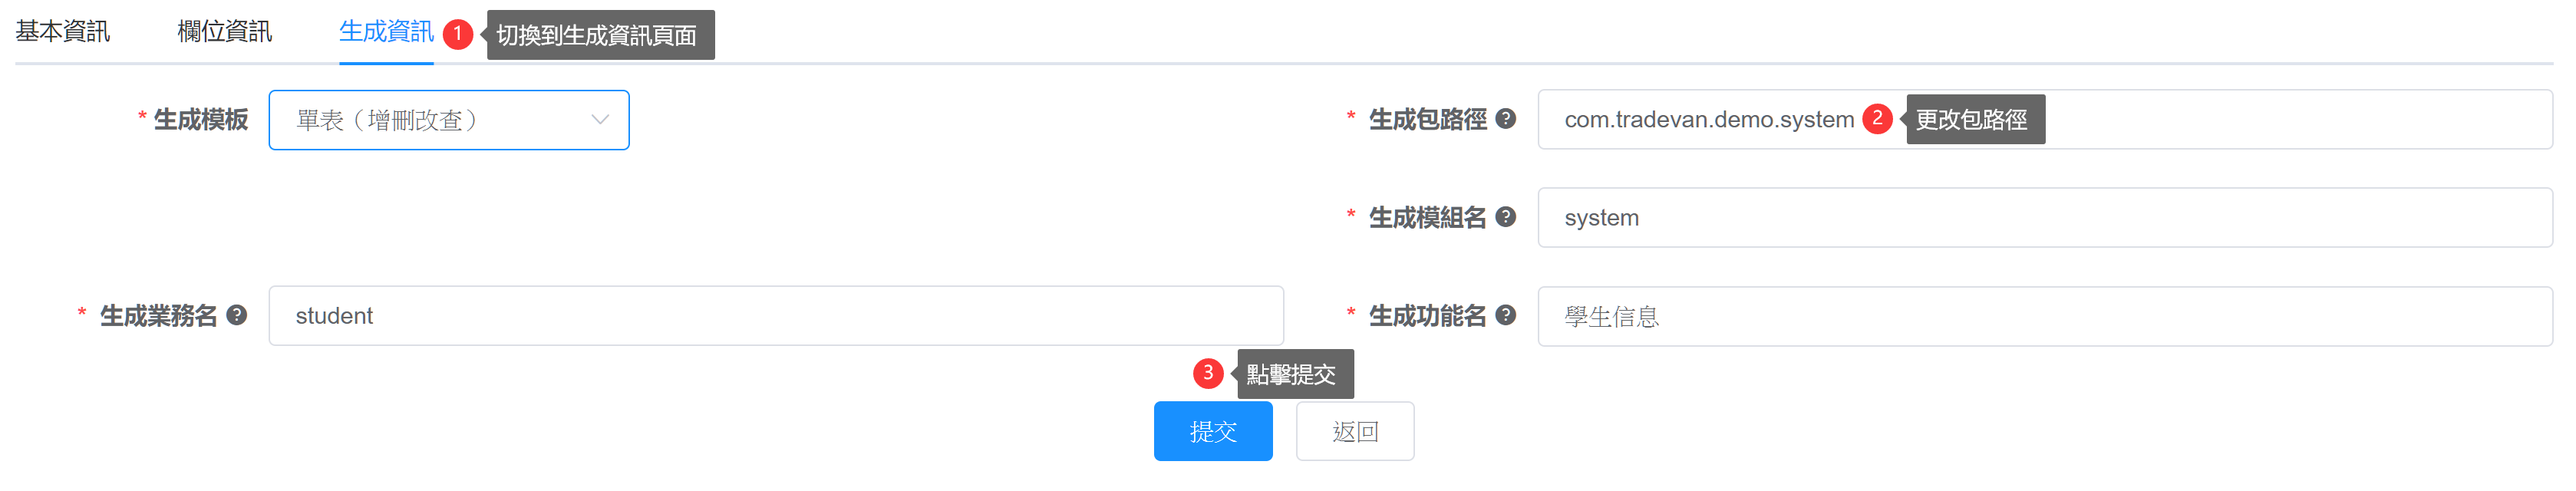 基本資訊 欄位資訊 生成資訊 1 切換到生成資訊頁面
* 生成模板 單表（增刪改查）
* 生成包路徑 ? com.tradevan.demo.system 2 更改包路徑
* 生成模組名 ? system
* 生成業務名 ? student
* 生成功能名 ? 學生信息
3 點擊提交
提交 返回